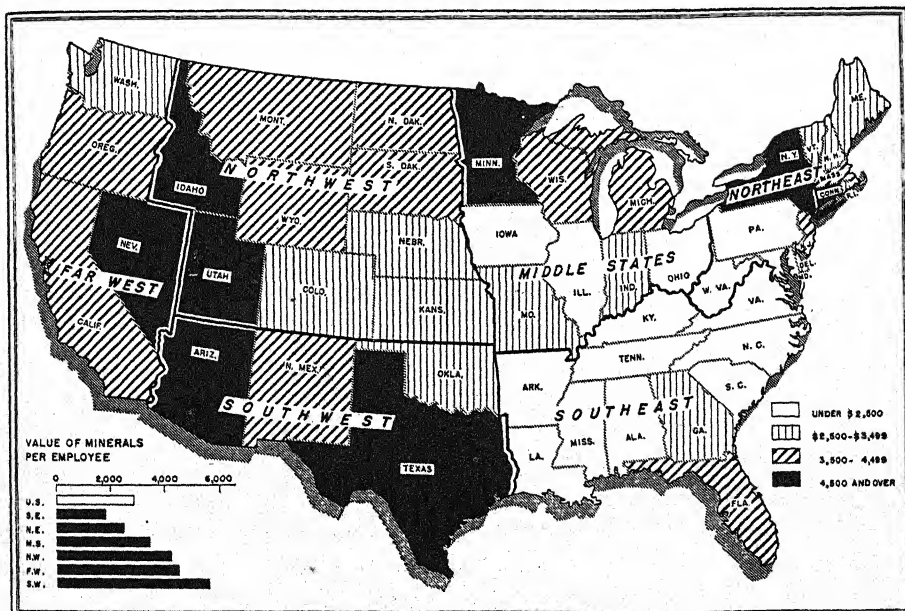 WASH.
MONT.
N. DAK.
MINN.
ME.
OREG.
IDAHO
S. DAK.
WIS.
MICH.
N.Y.
VT.
N.H.
MASS.
CONN.
R.I.
NORTHWEST
NORTHEAST
WYO.
IOWA
PA.
NEV.
UTAH
NEBR.
MIDDLE STATES
ILL.
IND.
OHIO
W. VA.
DEL.
MD.
VA.
FAR WEST
COLO.
KANS.
MO.
KY.
CALIF.
ARIZ.
N. MEX.
OKLA.
ARK.
TENN.
N. C.
S. C.
SOUTHWEST
SOUTHEAST
TEXAS
LA.
MISS.
ALA.
GA.
FLA.
UNDER $2,500
$2,500-$3,499
3,500- 4,499
4,500 AND OVER
VALUE OF MINERALS
PER EMPLOYEE
0 2,000 4,000 6,000
U.S.
S.E.
N.E.
M.S.
N.W.
F.W.
S.W.